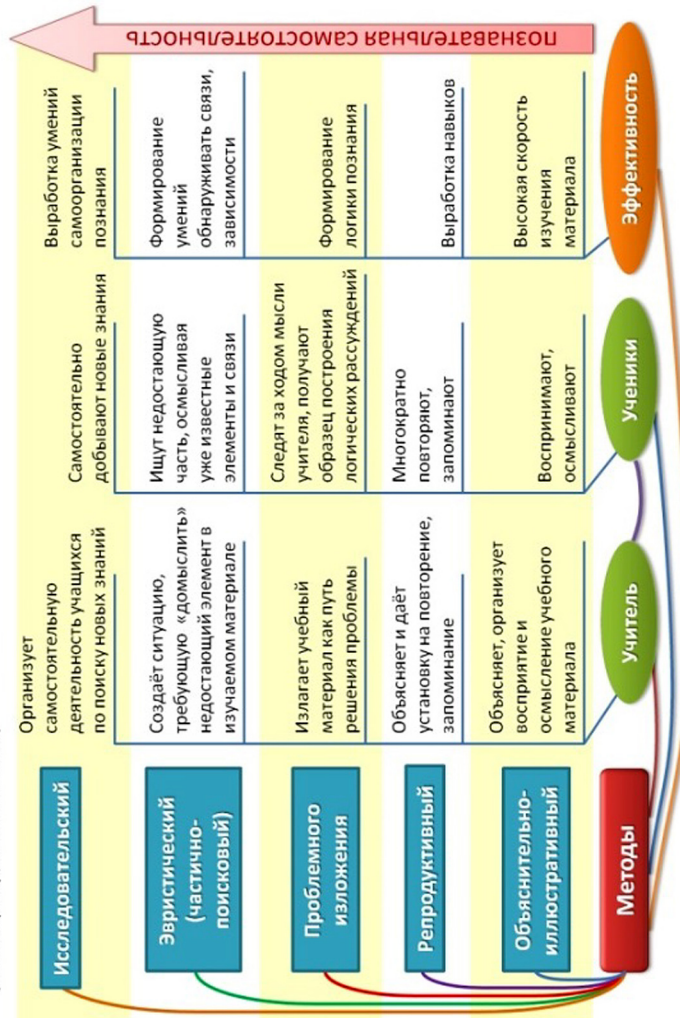 Исследовательский
Организует
самостоятельную
деятельность учащихся
по поиску новых знаний
Самостоятельно
добывают новые знания
Выработка умений
самоорганизации
познания
Эвристический
(частично-
поисковый)
Создаёт ситуацию,
требующую «домыслить»
недостающий элемент в
изучаемом материале
Ищут недостающую
часть, осмысливая
уже известные
элементы и связи
Формирование
умений
обнаруживать связи,
зависимости
Проблемного
изложения
Излагает учебный
материал как путь
решения проблемы
Следят за ходом мысли
учителя, получают
образец построения
логических рассуждений
Формирование
логики познания
Репродуктивный
Объясняет и даёт
установку на повторение,
запоминание
Многократно
повторяют,
запоминают
Выработка навыков
Объяснительно-
иллюстративный
Объясняет, организует
восприятие и
осмысление учебного
материала
Воспринимают,
осмысливают
Высокая скорость
изучения
материала
Методы
Учитель
Ученики
Эффективность
ПОЗНАВАТЕЛЬНАЯ САМОСТОЯТЕЛЬНОСТЬ